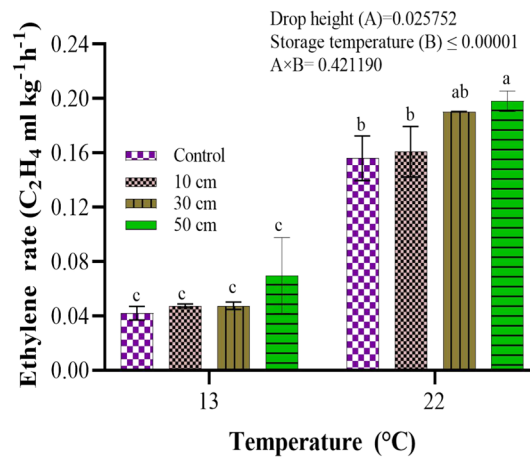 Drop height (A)=0.025752
Storage temperature (B) ≤ 0.00001
A×B= 0.421190
Ethylene rate (C₂H₄ ml kg⁻¹h⁻¹)
0.24
0.20
0.16
0.12
0.08
0.04
0.00
Control
10 cm
30 cm
50 cm
c
c
c
c
b
b
ab
a
13
22
Temperature (°C)